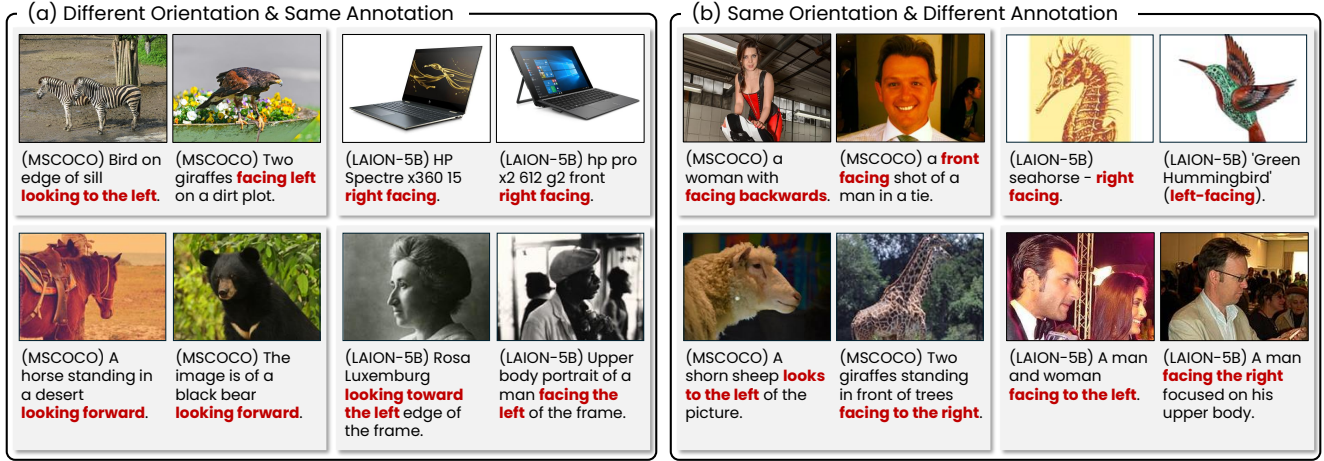 (a) Different Orientation & Same Annotation
(MSCOCO) Bird on
edge of sill
looking to the left.
(MSCOCO) Two
giraffes facing left
on a dirt plot.
(LAION-5B) HP
Spectre x360 15
right facing.
(LAION-5B) hp pro
x2 612 g2 front
right facing.
(MSCOCO) A
horse standing in
a desert
looking forward.
(MSCOCO) The
image is of a
black bear
looking forward.
(LAION-5B) Rosa
Luxemburg
looking toward
the left edge of
the frame.
(LAION-5B) Upper
body portrait of a
man facing the
left of the frame.
(b) Same Orientation & Different Annotation
(MSCOCO) a
woman with
facing backwards.
(MSCOCO) a front
facing shot of a
man in a tie.
(LAION-5B)
seahorse - right
facing.
(LAION-5B) 'Green
Hummingbird'
(left-facing).
(MSCOCO) A
shorn sheep looks
to the left of the
picture.
(MSCOCO) Two
giraffes standing
in front of trees
facing to the right.
(LAION-5B) A man
and woman
facing to the left.
(LAION-5B) A man
facing the right
focused on his
upper body.